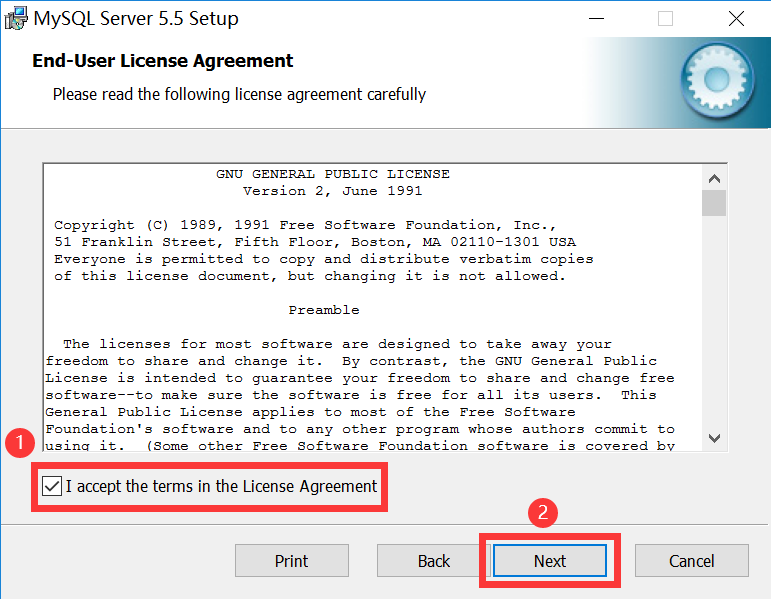 MySQL Server 5.5 Setup
End-User License Agreement
Please read the following license agreement carefully
GNU GENERAL PUBLIC LICENSE
Version 2, June 1991
Copyright (C) 1989, 1991 Free Software Foundation, Inc.,
51 Franklin Street, Fifth Floor, Boston, MA 02110-1301 USA
Everyone is permitted to copy and distribute verbatim copies
of this license document, but changing it is not allowed.
Preamble
The licenses for most software are designed to take away your
freedom to share and change it.  By contrast, the GNU General Public
License is intended to guarantee your freedom to share and change free
software--to make sure the software is free for all its users.  This
General Public License applies to most of the Free Software
Foundation's software and to any other program whose authors commit to
using it.  (Some other Free Software Foundation software is covered by
1
I accept the terms in the License Agreement
2
Print Back Next Cancel